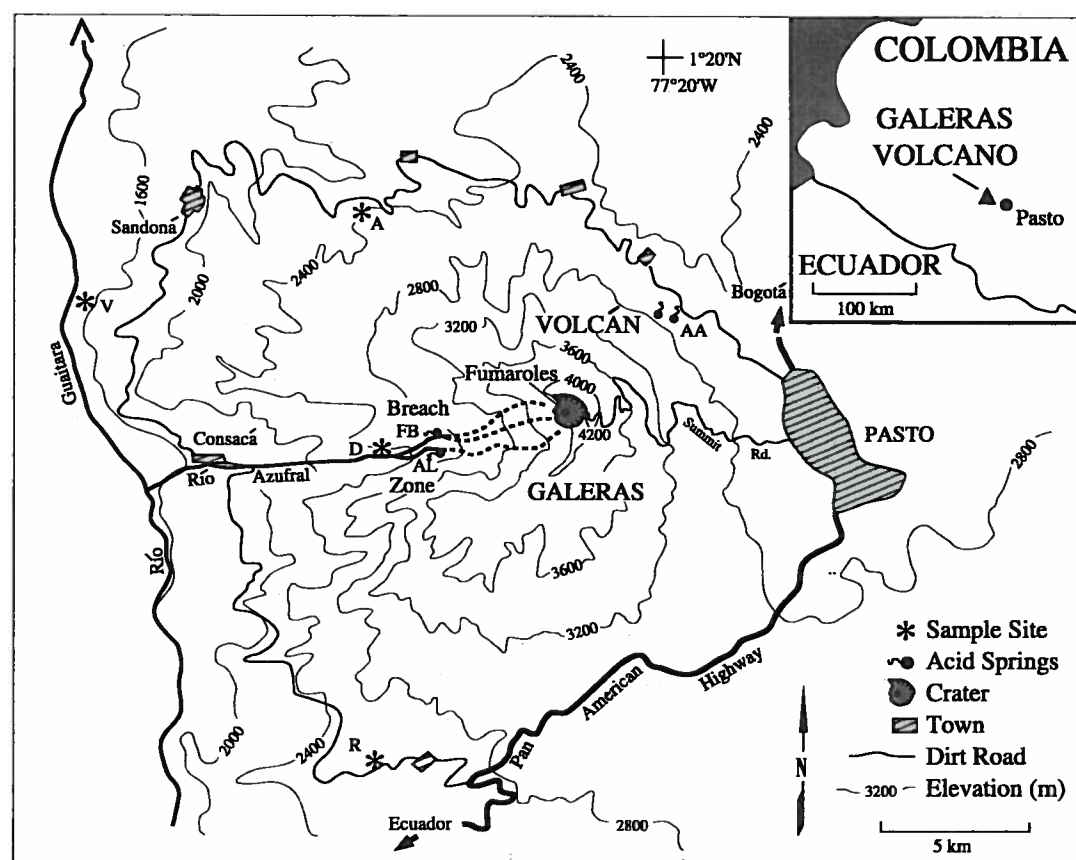 1°20'N
77°20'W
COLOMBIA
GALERAS
VOLCANO
Pasto
ECUADOR
100 km
2400
2400
2400
1600
Sandoná
A
2000
2400
2800
3200
VOLCÁN
AA
Bogotá
V
Guaitara
3600
Fumaroles
4000
4200
Breach
FB
D
AL
Zone
Consacá
Río
Azufral
GALERAS
Summit
Rd.
PASTO
2800
Río
3600
3200
2000
2400
R
Pan
American
Highway
Ecuador
2800
Sample Site
Acid Springs
Crater
Town
Dirt Road
3200
Elevation (m)
N
5 km